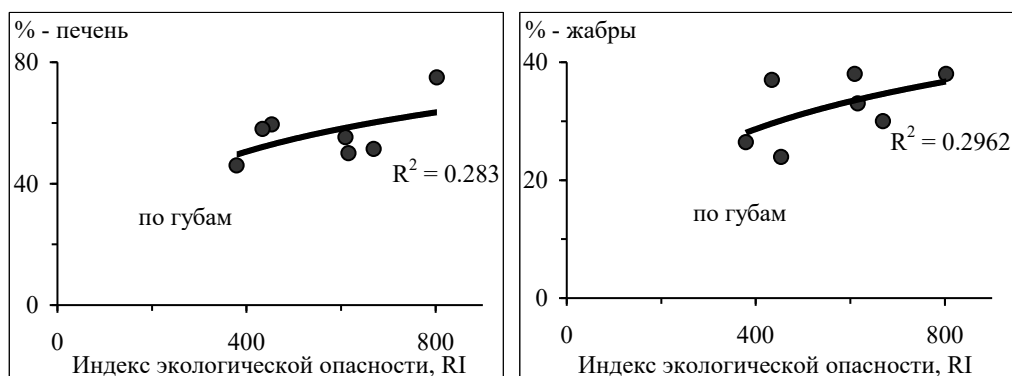 % - печень
80
40
0
R² = 0.283
по губам
0 400 800
Индекс экологической опасности, RI
% - жабры
40
20
0
R² = 0.2962
по губам
0 400 800
Индекс экологической опасности, RI